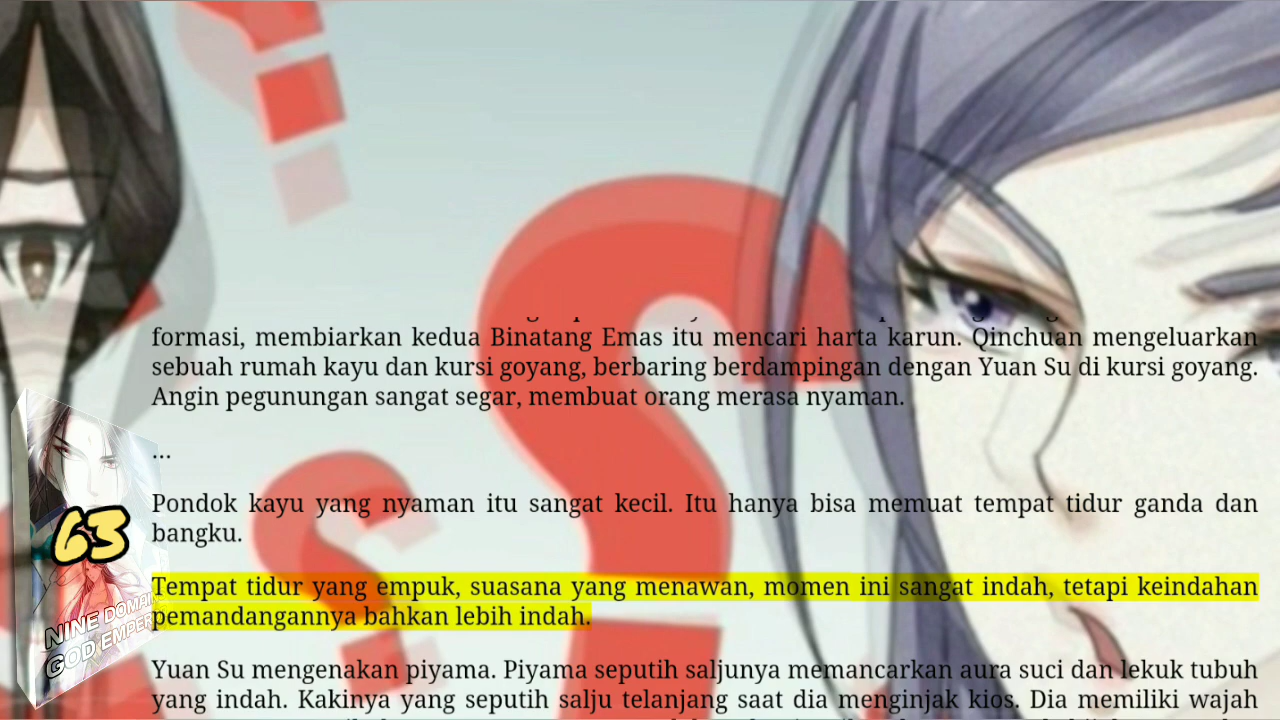 formasi, membiarkan kedua Binatang Emas itu mencari harta karun. Qinchuan mengeluarkan
sebuah rumah kayu dan kursi goyang, berbaring berdampingan dengan Yuan Su di kursi goyang.
Angin pegunungan sangat segar, membuat orang merasa nyaman.
...
Pondok kayu yang nyaman itu sangat kecil. Itu hanya bisa memuat tempat tidur ganda dan
bangku.
63
Tempat tidur yang empuk, suasana yang menawan, momen ini sangat indah, tetapi keindahan
pemandangannya bahkan lebih indah.
NINE DOMAIN
GOD EMPER
Yuan Su mengenakan piyama. Piyama seputih saljunya memancarkan aura suci dan lekuk tubuh
yang indah. Kakinya yang seputih salju telanjang saat dia menginjak kios. Dia memiliki wajah